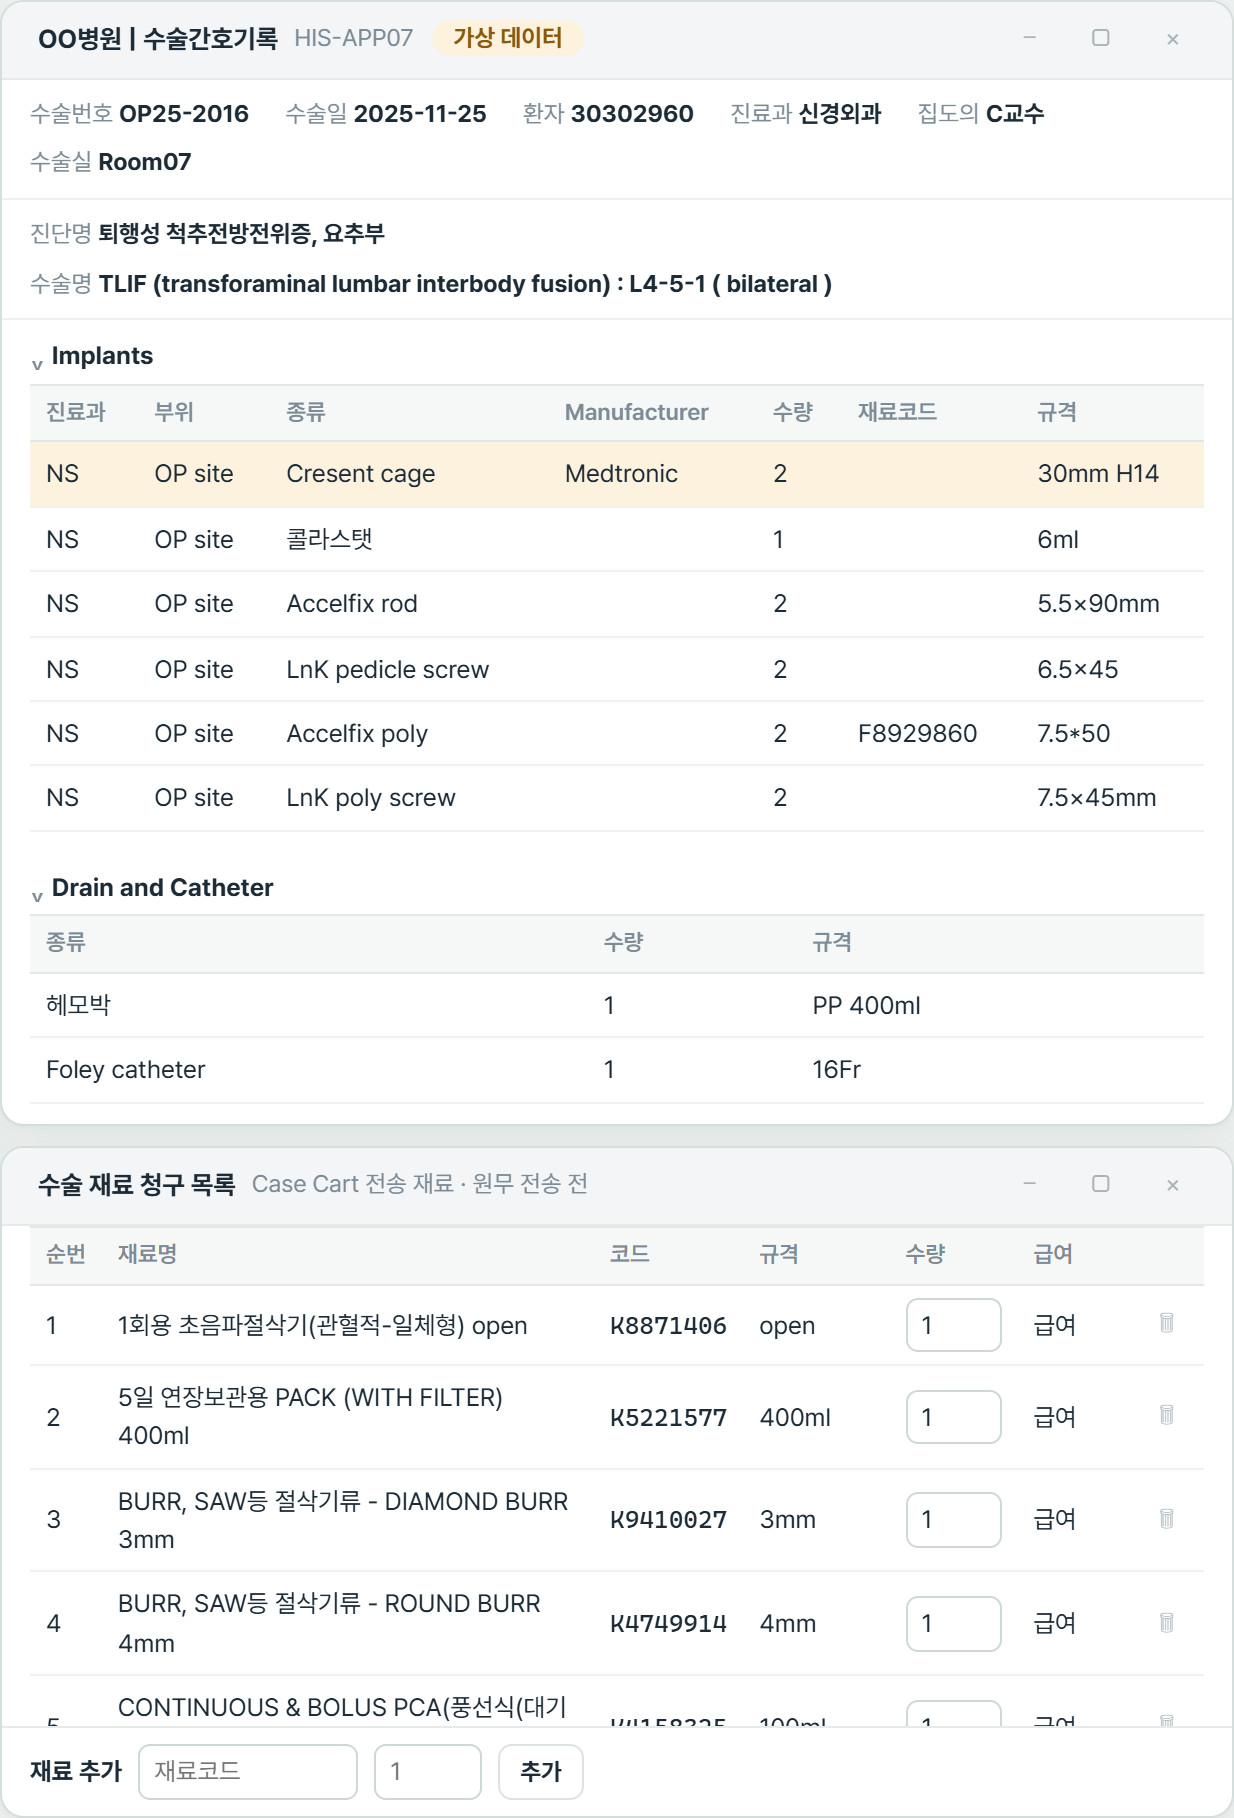 OO병원 | 수술간호기록 HIS-APP07 가상 데이터
수술번호 OP25-2016 수술일 2025-11-25 환자 30302960 진료과 신경외과 집도의 C교수
수술실 Room07
진단명 퇴행성 척추전방전위증, 요추부
수술명 TLIF (transforaminal lumbar interbody fusion) : L4-5-1 ( bilateral )
Implants
진료과 부위 종류 Manufacturer 수량 재료코드 규격
NS OP site Cresent cage Medtronic 2 30mm H14
NS OP site 콜라스탯 1 6ml
NS OP site Accelfix rod 2 5.5×90mm
NS OP site LnK pedicle screw 2 6.5×45
NS OP site Accelfix poly 2 F8929860 7.5*50
NS OP site LnK poly screw 2 7.5×45mm
Drain and Catheter
종류 수량 규격
헤모박 1 PP 400ml
Foley catheter 1 16Fr
수술 재료 청구 목록 Case Cart 전송 재료 · 원무 전송 전
순번 재료명 코드 규격 수량 급여
1 1회용 초음파절삭기(관혈적-일체형) open K8871406 open 1 급여
2 5일 연장보관용 PACK (WITH FILTER) 400ml K5221577 400ml 1 급여
3 BURR, SAW등 절삭기류 - DIAMOND BURR 3mm K9410027 3mm 1 급여
4 BURR, SAW등 절삭기류 - ROUND BURR 4mm K4749914 4mm 1 급여
CONTINUOUS & BOLUS PCA(풍선식(대기
재료 추가 재료코드 1 추가